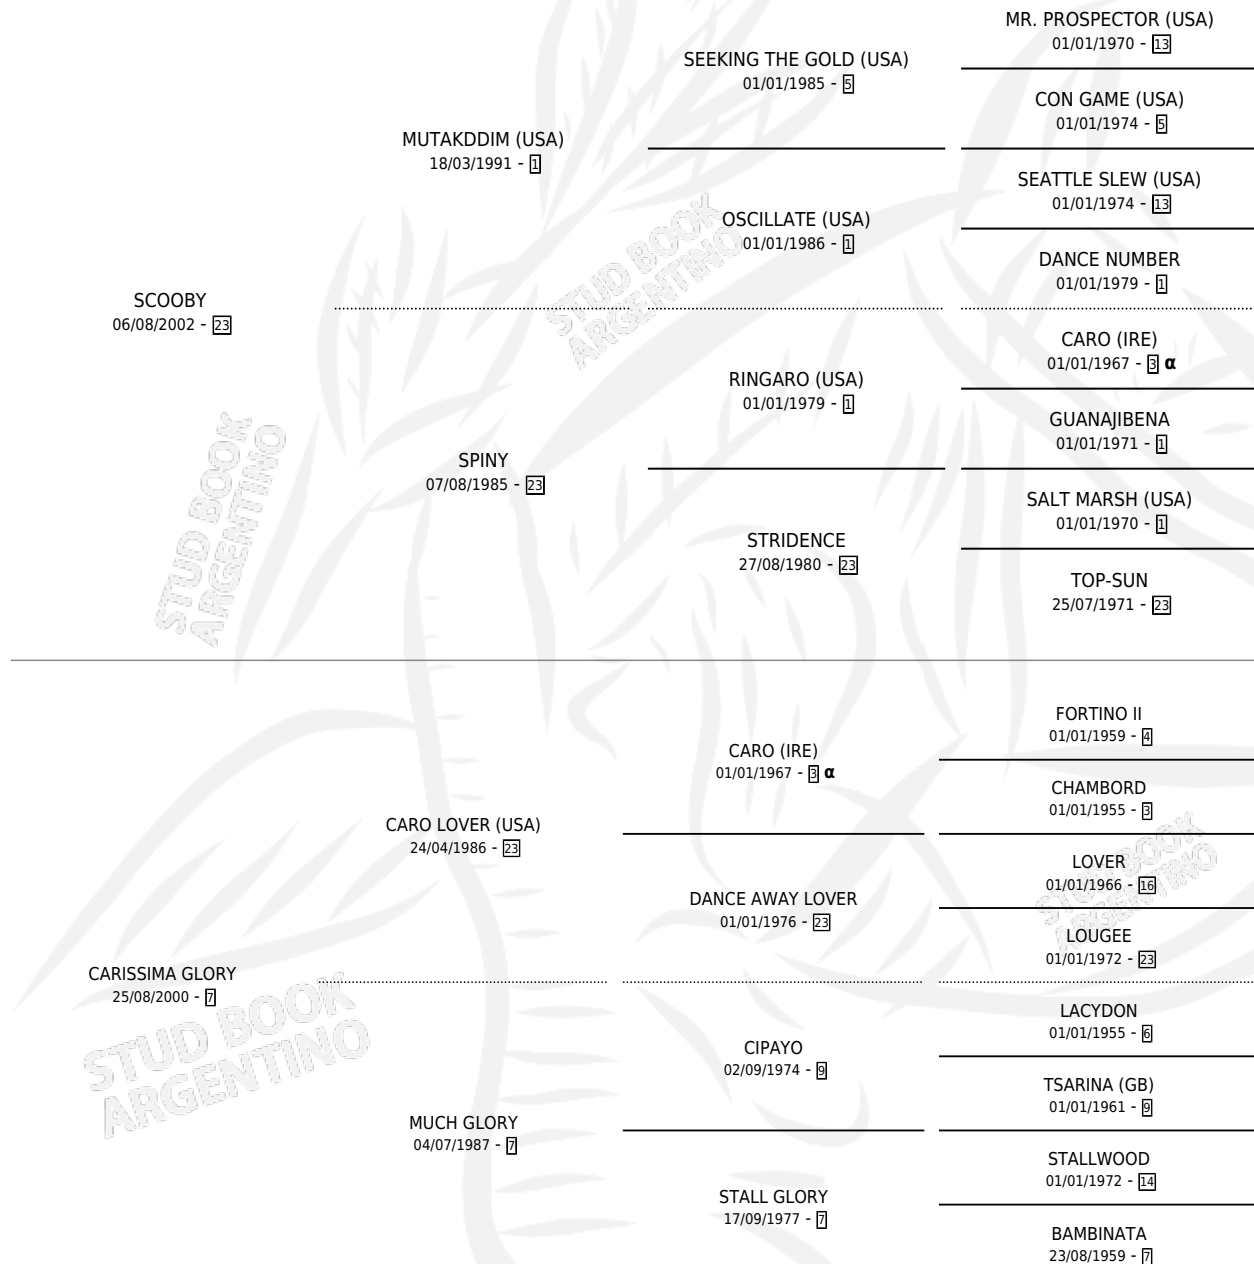 MR. PROSPECTOR (USA)
01/01/1970 - 13
SEEKING THE GOLD (USA)
01/01/1985 - 5
CON GAME (USA)
01/01/1974 - 5
MUTAKDDIM (USA)
18/03/1991 - 1
SEATTLE SLEW (USA)
01/01/1974 - 13
OSCILLATE (USA)
01/01/1986 - 1
DANCE NUMBER
01/01/1979 - 1
SCOOBY
06/08/2002 - 23
CARO (IRE)
01/01/1967 - 3 α
RINGARO (USA)
01/01/1979 - 1
GUANAJIBENA
01/01/1971 - 1
SPINY
07/08/1985 - 23
SALT MARSH (USA)
01/01/1970 - 1
STRIDENCE
27/08/1980 - 23
TOP-SUN
25/07/1971 - 23
FORTINO II
01/01/1959 - 4
CARO (IRE)
01/01/1967 - 3 α
CHAMBORD
01/01/1955 - 3
CARO LOVER (USA)
24/04/1986 - 23
LOVER
01/01/1966 - 16
DANCE AWAY LOVER
01/01/1976 - 23
LOUGEE
01/01/1972 - 23
CARISSIMA GLORY
25/08/2000 - 7
LACYDON
01/01/1955 - 6
CIPAYO
02/09/1974 - 9
TSARINA (GB)
01/01/1961 - 9
MUCH GLORY
04/07/1987 - 7
STALLWOOD
01/01/1972 - 14
STALL GLORY
17/09/1977 - 7
BAMBINATA
23/08/1959 - 7
STUD BOOK
ARGENTINO
STUD BOOK
ARGENTINO
STUD BOOK
ARGENTINO
STUD BOOK
ARGENTINO